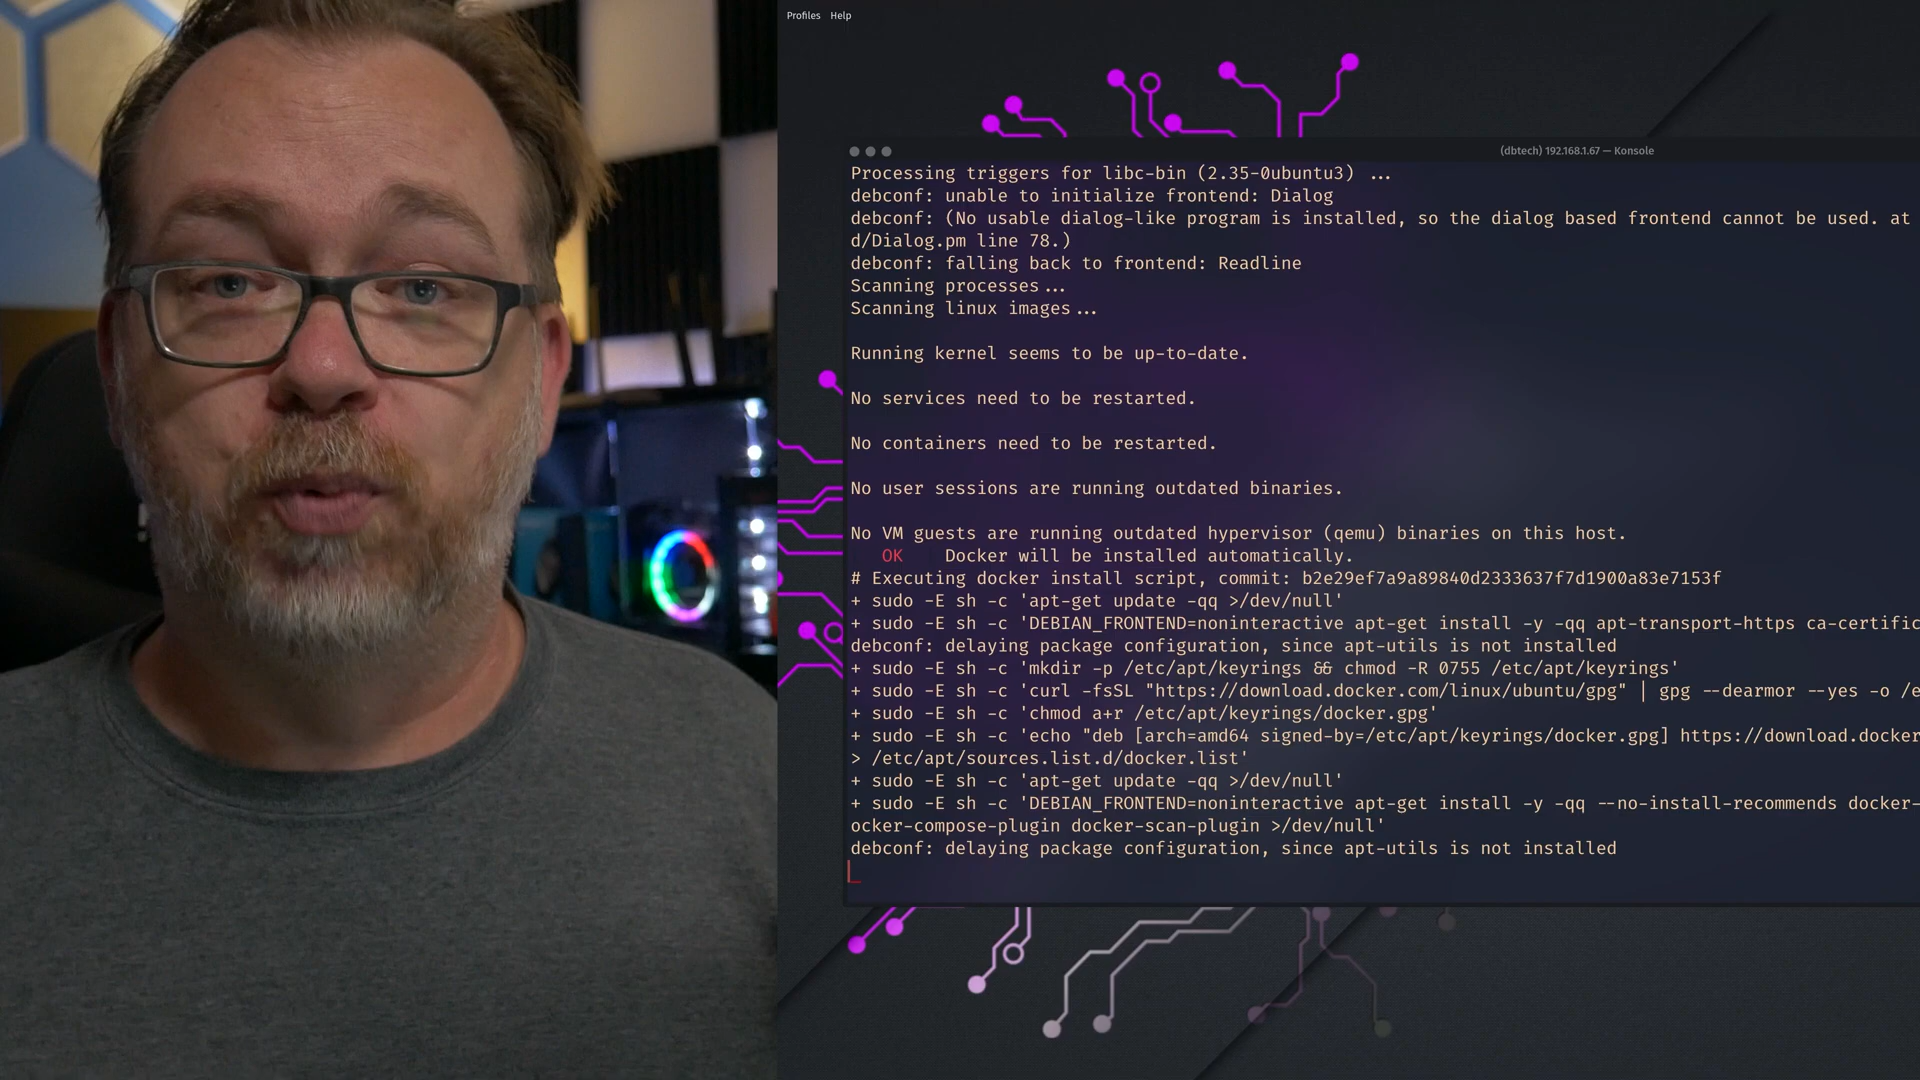 Profiles Help
(dbtech) 192.168.1.67 — Konsole
Processing triggers for libc-bin (2.35-0ubuntu3) ...
debconf: unable to initialize frontend: Dialog
debconf: (No usable dialog-like program is installed, so the dialog based frontend cannot be used. at
d/Dialog.pm line 78.)
debconf: falling back to frontend: Readline
Scanning processes...
Scanning linux images...
Running kernel seems to be up-to-date.
No services need to be restarted.
No containers need to be restarted.
No user sessions are running outdated binaries.
No VM guests are running outdated hypervisor (qemu) binaries on this host.
OK Docker will be installed automatically.
# Executing docker install script, commit: b2e29ef7a9a89840d2333637f7d1900a83e7153f
+ sudo -E sh -c 'apt-get update -qq >/dev/null'
+ sudo -E sh -c 'DEBIAN_FRONTEND=noninteractive apt-get install -y -qq apt-transport-https ca-certific
debconf: delaying package configuration, since apt-utils is not installed
+ sudo -E sh -c 'mkdir -p /etc/apt/keyrings && chmod -R 0755 /etc/apt/keyrings'
+ sudo -E sh -c 'curl -fsSL "https://download.docker.com/linux/ubuntu/gpg" | gpg --dearmor --yes -o /e
+ sudo -E sh -c 'chmod a+r /etc/apt/keyrings/docker.gpg'
+ sudo -E sh -c 'echo "deb [arch=amd64 signed-by=/etc/apt/keyrings/docker.gpg] https://download.docker
> /etc/apt/sources.list.d/docker.list'
+ sudo -E sh -c 'apt-get update -qq >/dev/null'
+ sudo -E sh -c 'DEBIAN_FRONTEND=noninteractive apt-get install -y -qq --no-install-recommends docker-
ocker-compose-plugin docker-scan-plugin >/dev/null'
debconf: delaying package configuration, since apt-utils is not installed